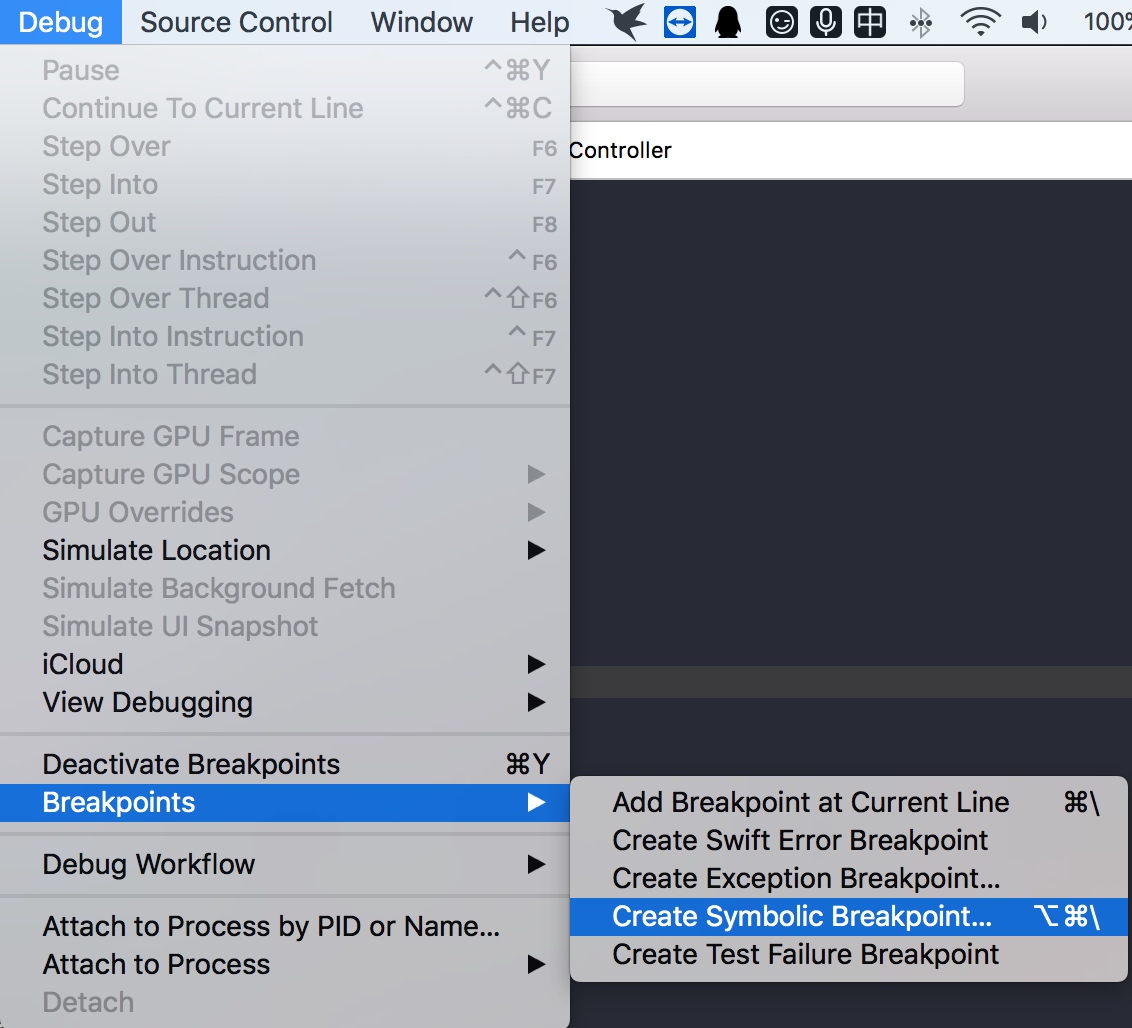 Debug Source Control Window Help 中 100%
Pause ^⌘Y
Controller
Continue To Current Line ^⌘C
Step Over F6
Step Into F7
Step Out F8
Step Over Instruction ^F6
Step Over Thread ^⇧F6
Step Into Instruction ^F7
Step Into Thread ^⇧F7
Capture GPU Frame
Capture GPU Scope ▶
GPU Overrides ▶
Simulate Location ▶
Simulate Background Fetch
Simulate UI Snapshot
iCloud ▶
View Debugging ▶
Deactivate Breakpoints ⌘Y
Breakpoints ▶
Add Breakpoint at Current Line ⌘\
Create Swift Error Breakpoint
Create Exception Breakpoint...
Create Symbolic Breakpoint... ⌥⌘\
Create Test Failure Breakpoint
Debug Workflow ▶
Attach to Process by PID or Name...
Attach to Process ▶
Detach